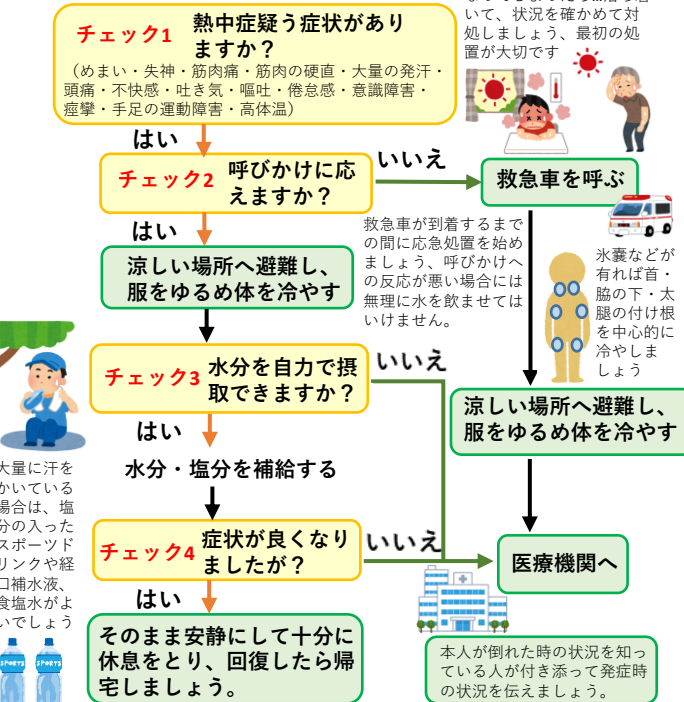 いて、状況を確かめて対
処しましょう、最初の処
置が大切です
チェック1 熱中症疑う症状があり
ますか？
（めまい・失神・筋肉痛・筋肉の硬直・大量の発汗・
頭痛・不快感・吐き気・嘔吐・倦怠感・意識障害・
痙攣・手足の運動障害・高体温）
はい
チェック2 呼びかけに応
えますか？
いいえ
救急車を呼ぶ
はい
涼しい場所へ避難し、
服をゆるめ体を冷やす
救急車が到着するまで
の間に応急処置を始め
ましょう、呼びかけへ
の反応が悪い場合には
無理に水を飲ませては
いけません。
氷嚢などが
有れば首・
脇の下・太
腿の付け根
を中心的に
冷やしま
しょう
チェック3 水分を自力で摂
取できますか？
いいえ
涼しい場所へ避難し、
服をゆるめ体を冷やす
はい
水分・塩分を補給する
大量に汗を
かいている
場合は、塩
分の入った
スポーツド
リンクや経
口補水液、
食塩水がよ
いでしょう
SPORTS
SPORTS
チェック4 症状が良くなり
ましたが？
いいえ
医療機関へ
はい
そのまま安静にして十分に
休息をとり、回復したら帰
宅しましょう。
本人が倒れた時の状況を知っ
ている人が付き添って発症時
の状況を伝えましょう。